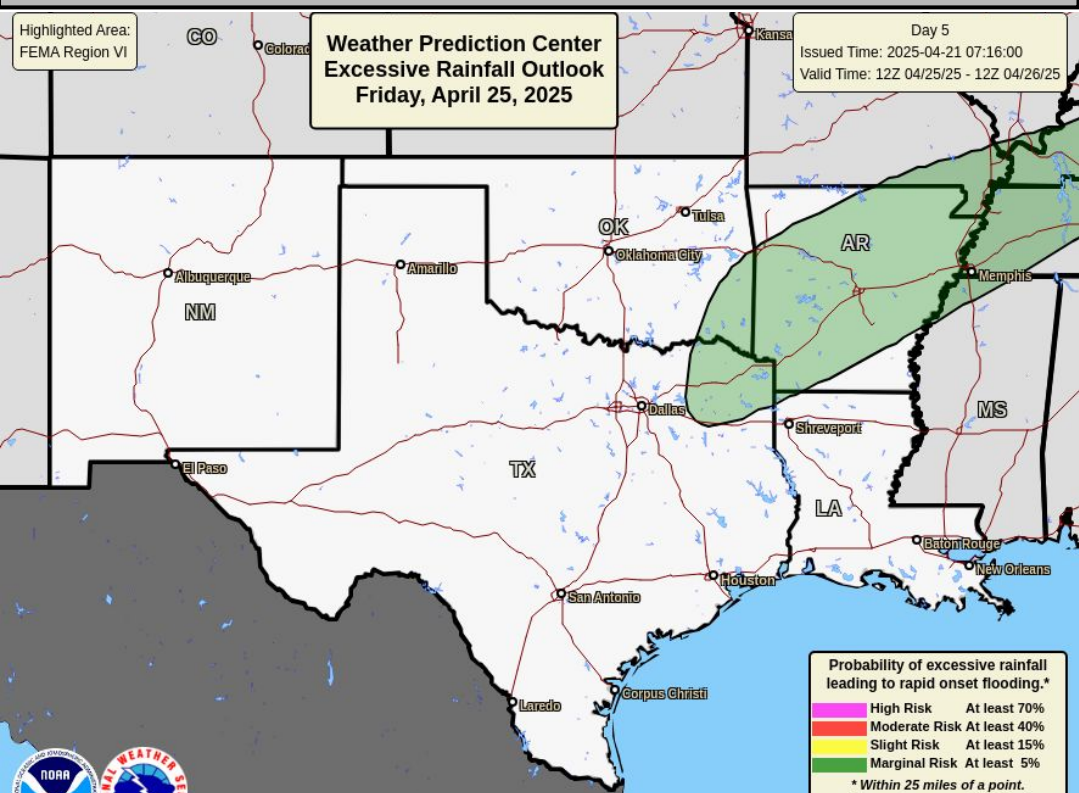 Highlighted Area:
FEMA Region VI
Weather Prediction Center
Excessive Rainfall Outlook
Friday, April 25, 2025
Day 5
Issued Time: 2025-04-21 07:16:00
Valid Time: 12Z 04/25/25 - 12Z 04/26/25
CO
Colorad
Kansa
Tulsa
OK
Oklahoma City
AR
Amarillo
Albuquerque
Memphis
NM
Dallas
MS
Shreveport
El Paso
TX
LA
Baton Rouge
New Orleans
Houston
San Antonio
Corpus Christi
Laredo
Probability of excessive rainfall
leading to rapid onset flooding.*
High Risk At least 70%
Moderate Risk At least 40%
Slight Risk At least 15%
Marginal Risk At least 5%
* Within 25 miles of a point.
NOAA
NAL WEATHER SE